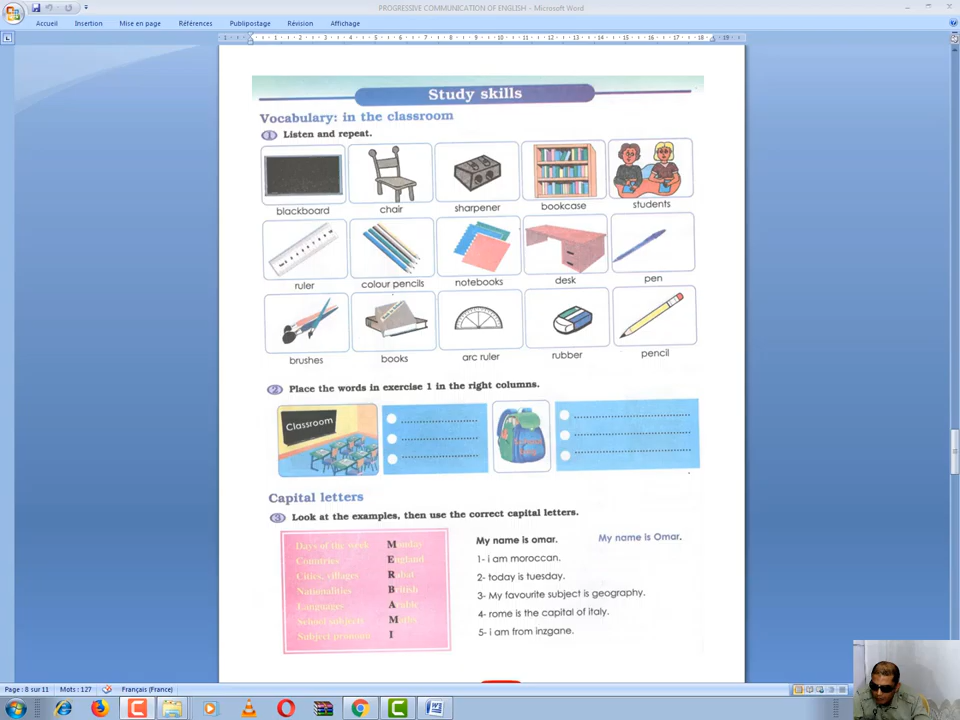 PROGRESSIVE COMMUNICATION OF ENGLISH - Microsoft Word
Accueil Insertion Mise en page Références Publipostage Révision Affichage
Study skills
Vocabulary: in the classroom
1 Listen and repeat.
blackboard chair sharpener bookcase students
ruler colour pencils notebooks desk pen
brushes books arc ruler rubber pencil
2 Place the words in exercise 1 in the right columns.
Classroom
Capital letters
3 Look at the examples, then use the correct capital letters.
Days of the week Monday
Countries England
Cities, villages Rabat
Nationalities British
Languages Arabic
School subjects Maths
Subject pronoun I
My name is omar. My name is Omar.
1- i am moroccan.
2- today is tuesday.
3- My favourite subject is geography.
4- rome is the capital of italy.
5- i am from inzgane.
Page : 8 sur 11 Mots : 127 Français (France)